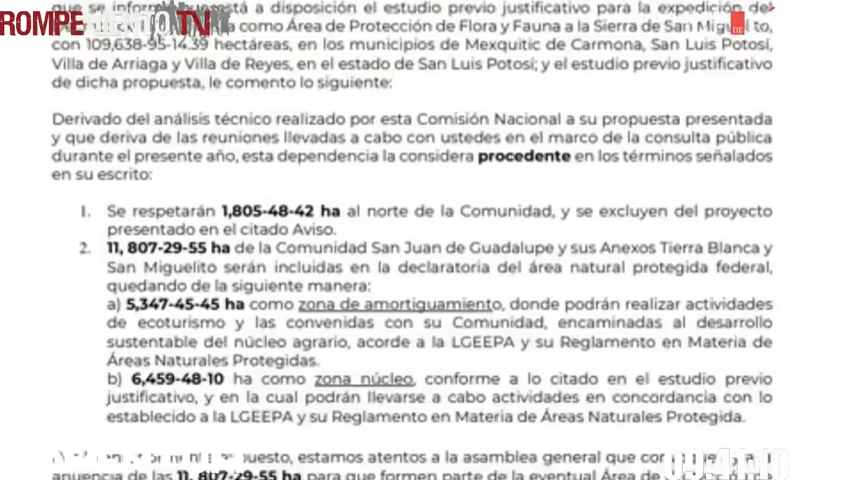 que se informó puesta a disposición el estudio previo justificativo para la expedición del
ROMPEVIENTO TV
como Área de Protección de Flora y Fauna a la Sierra de San Miguelito,
con 109,638-95-14.39 hectáreas, en los municipios de Mexquitic de Carmona, San Luis Potosí,
Villa de Arriaga y Villa de Reyes, en el estado de San Luis Potosí; y el estudio previo justificativo
de dicha propuesta, le comento lo siguiente:
Derivado del análisis técnico realizado por esta Comisión Nacional a su propuesta presentada
y que deriva de las reuniones llevadas a cabo con ustedes en el marco de la consulta pública
durante el presente año, esta dependencia la considera procedente en los términos señalados
en su escrito:
1. Se respetarán 1,805-48-42 ha al norte de la Comunidad, y se excluyen del proyecto
presentado en el citado Aviso.
2. 11, 807-29-55 ha de la Comunidad San Juan de Guadalupe y sus Anexos Tierra Blanca y
San Miguelito serán incluidas en la declaratoria del área natural protegida federal,
quedando de la siguiente manera:
a) 5,347-45-45 ha como zona de amortiguamiento, donde podrán realizar actividades
de ecoturismo y las convenidas con su Comunidad, encaminadas al desarrollo
sustentable del núcleo agrario, acorde a la LGEEPA y su Reglamento en Materia de
Áreas Naturales Protegidas.
b) 6,459-48-10 ha como zona núcleo, conforme a lo citado en el estudio previo
justificativo, y en la cual podrán llevarse a cabo actividades en concordancia con lo
establecido a la LGEEPA y su Reglamento en Materia de Áreas Naturales Protegida.
puesto, estamos atentos a la asamblea general que
anuencia de las 11, 807-29-55 ha para que formen parte de la eventual Área de